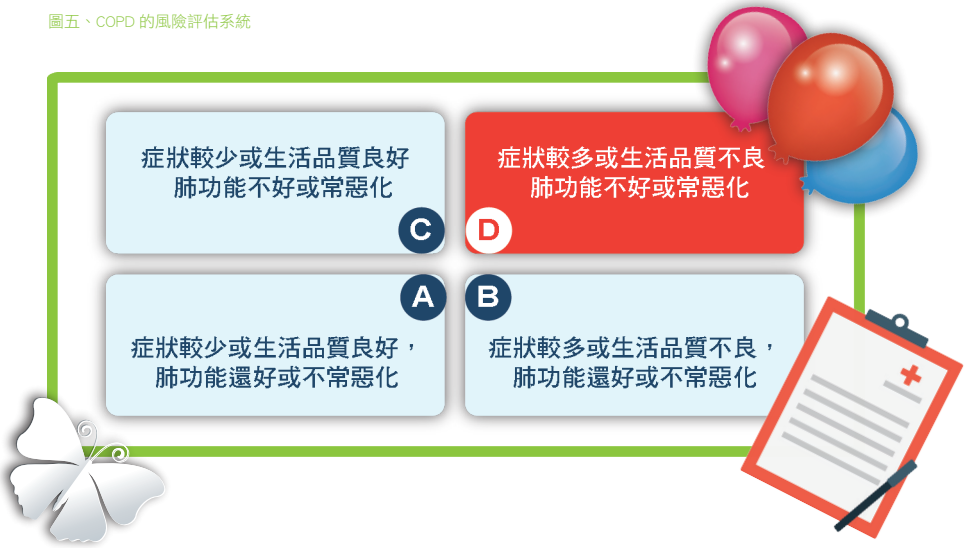 圖五、COPD 的風險評估系統
症狀較少或生活品質良好
肺功能不好或常惡化
C
症狀較多或生活品質不良
肺功能不好或常惡化
D
A
症狀較少或生活品質良好，
肺功能還好或不常惡化
B
症狀較多或生活品質不良，
肺功能還好或不常惡化